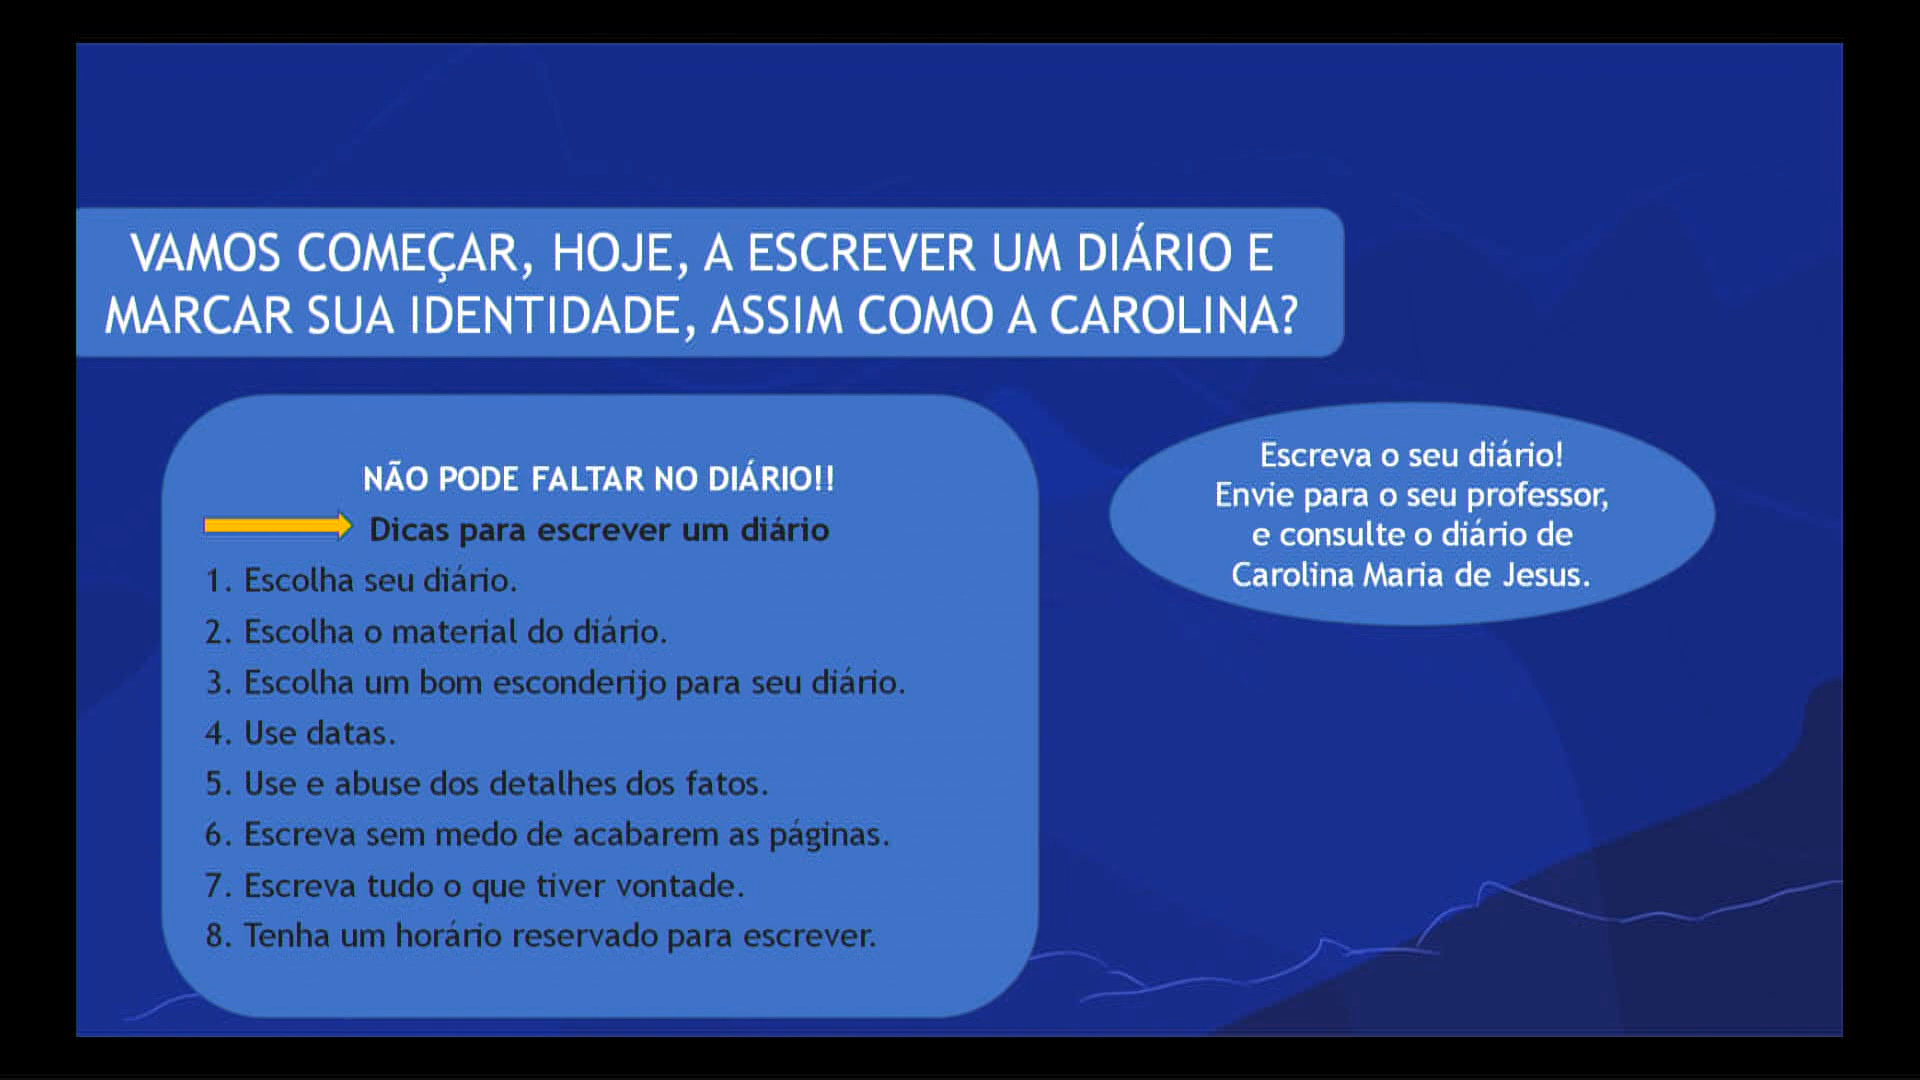 VAMOS COMEÇAR, HOJE, A ESCREVER UM DIÁRIO E
MARCAR SUA IDENTIDADE, ASSIM COMO A CAROLINA?
NÃO PODE FALTAR NO DIÁRIO!!
Dicas para escrever um diário
1. Escolha seu diário.
2. Escolha o material do diário.
3. Escolha um bom esconderijo para seu diário.
4. Use datas.
5. Use e abuse dos detalhes dos fatos.
6. Escreva sem medo de acabarem as páginas.
7. Escreva tudo o que tiver vontade.
8. Tenha um horário reservado para escrever.
Escreva o seu diário!
Envie para o seu professor,
e consulte o diário de
Carolina Maria de Jesus.